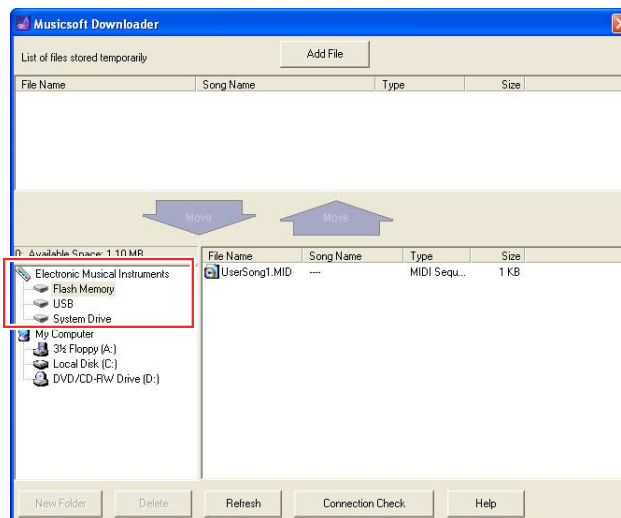 Musicsoft Downloader
List of files stored temporarily
Add File
File Name Song Name Type Size
Move Move
0: Available Space: 1.10 MB
File Name Song Name Type Size
Electronic Musical Instruments
UserSong1.MID ---- MIDI Sequ... 1 KB
Flash Memory
USB
System Drive
My Computer
3½ Floppy (A:)
Local Disk (C:)
DVD/CD-RW Drive (D:)
New Folder Delete Refresh Connection Check Help